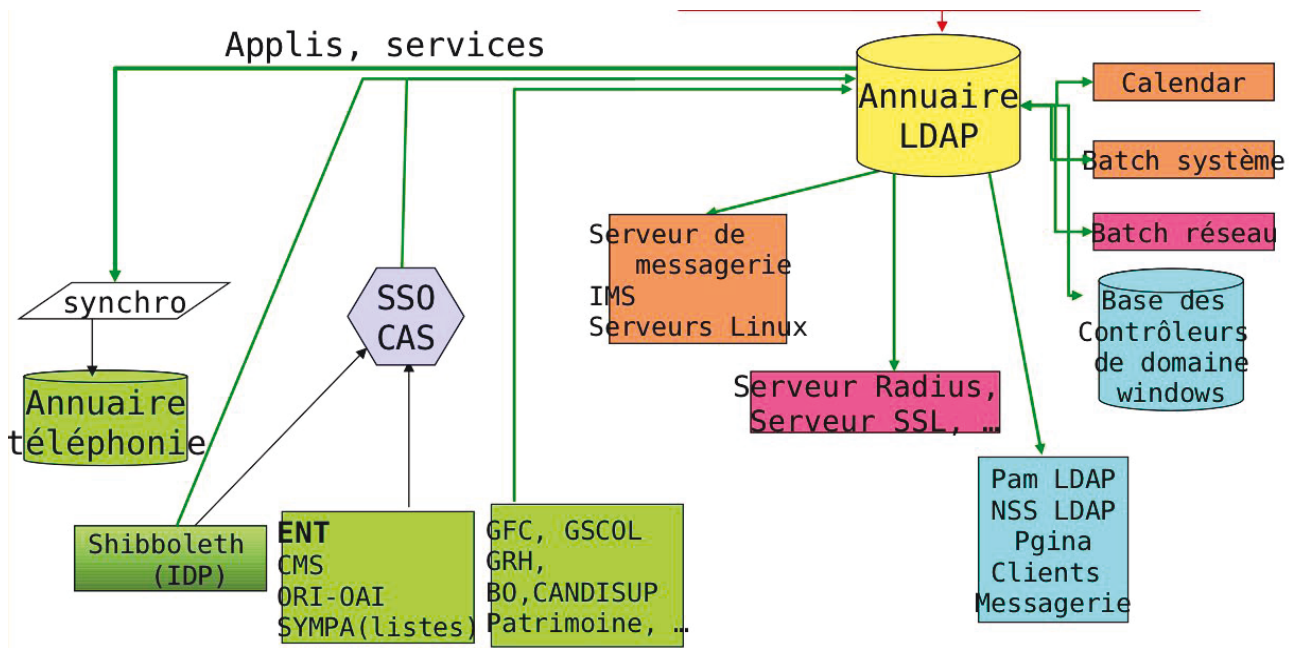 Applis, services
Annuaire
LDAP
Calendar
Batch système
Batch réseau
Base des
Contrôleurs
de domaine
windows
Serveur de
messagerie
IMS
Serveurs Linux
synchro
SSO
CAS
Annuaire
téléphonie
Serveur Radius,
Serveur SSL, …
Pam LDAP
NSS LDAP
Pgina
Clients
Messagerie
Shibboleth
(IDP)
ENT
CMS
ORI-OAI
SYMPA(listes)
GFC, GSCOL
GRH,
BO,CANDISUP
Patrimoine, …